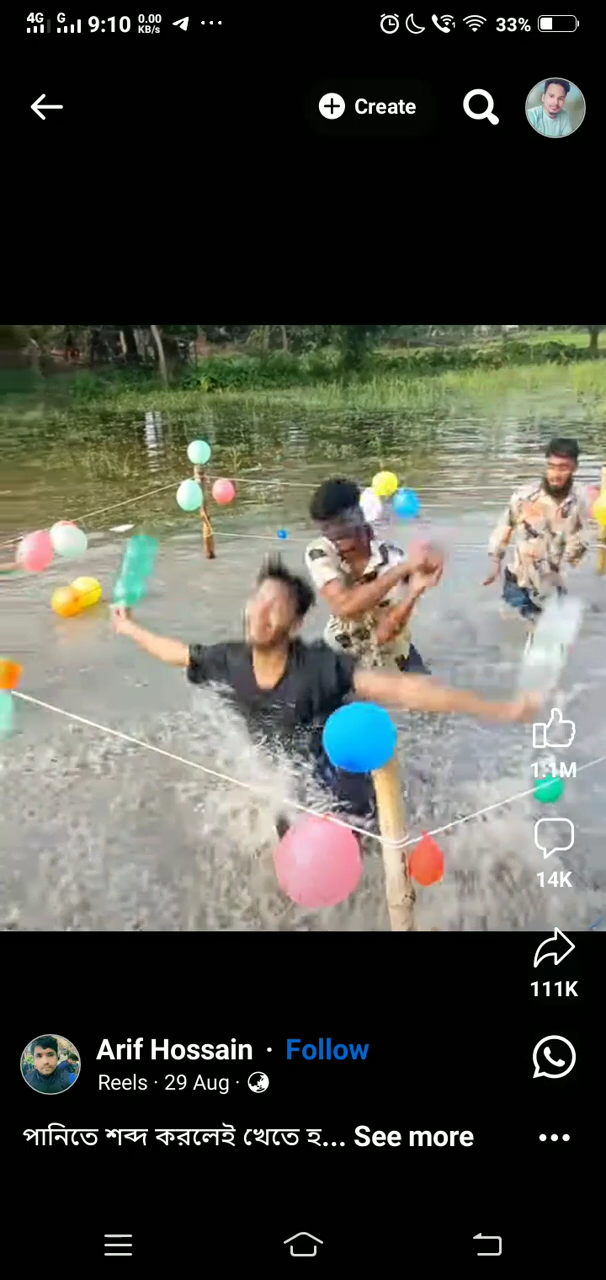 4G G 9:10 0.00 KB/s ... 33%
Create
1.1M
14K
111K
Arif Hossain · Follow
Reels · 29 Aug ·
পানিতে শব্দ করলেই খেতে হ... See more